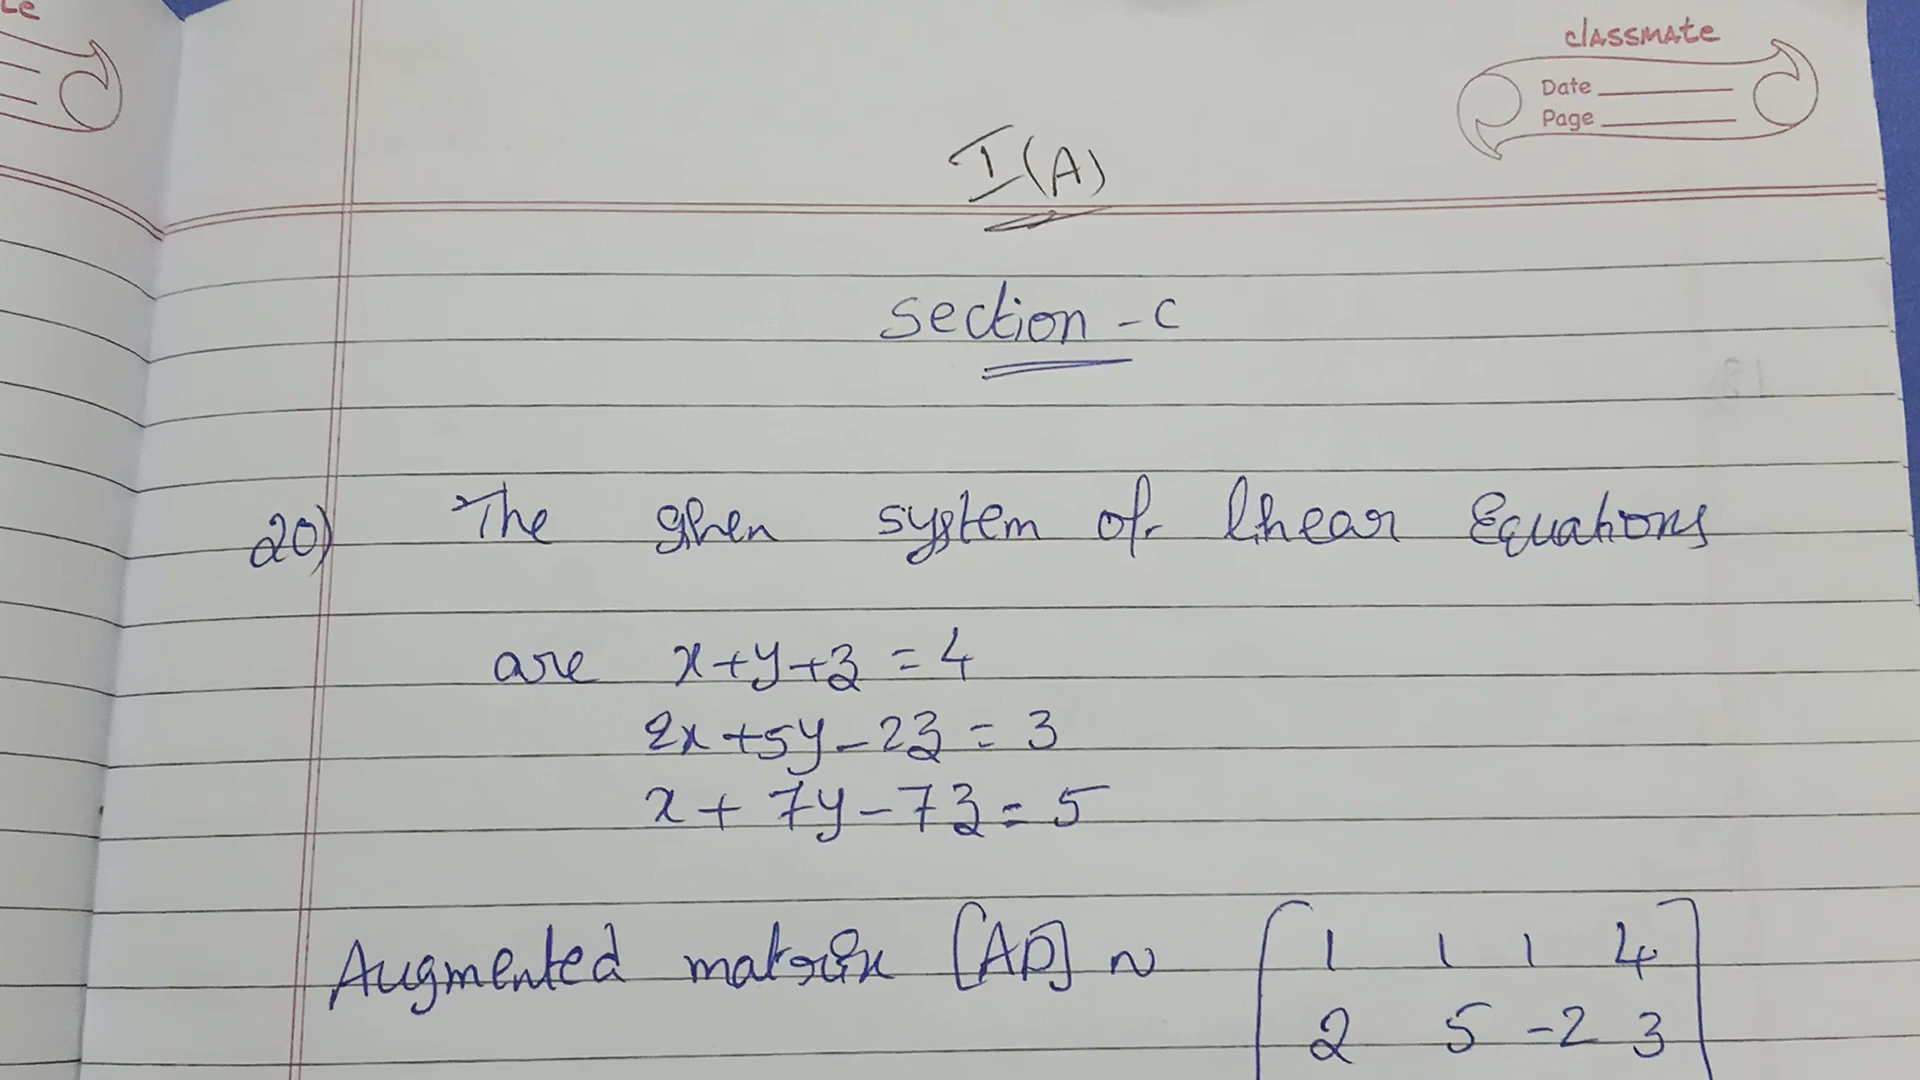 classmate
Date
Page
I(A)
Section - C
20) The given system of linear Equations
are x+y+z = 4
2x+5y-2z = 3
x+7y-7z = 5
Augmented matrix [AD] ~ [1 1 1 4]
2 5 -2 3